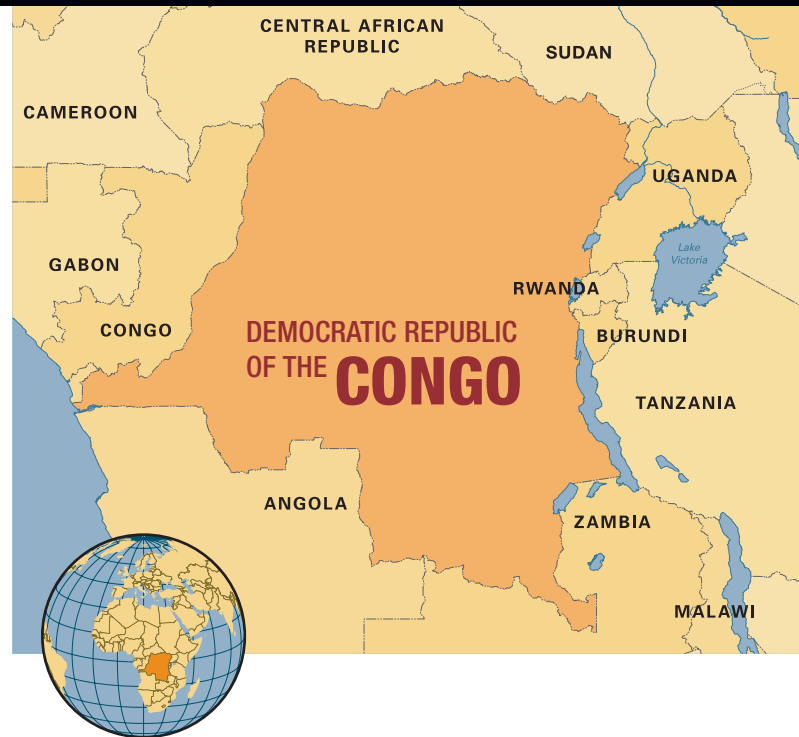 CENTRAL AFRICAN
REPUBLIC
SUDAN
CAMEROON
UGANDA
Lake
Victoria
GABON
RWANDA
CONGO
DEMOCRATIC REPUBLIC
OF THE CONGO
BURUNDI
TANZANIA
ANGOLA
ZAMBIA
MALAWI